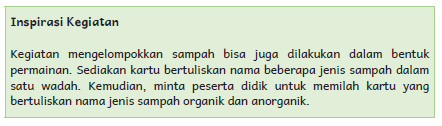 Inspirasi Kegiatan
Kegiatan mengelompokkan sampah bisa juga dilakukan dalam bentuk
permainan. Sediakan kartu bertuliskan nama beberapa jenis sampah dalam
satu wadah. Kemudian, minta peserta didik untuk memilah kartu yang
bertuliskan nama jenis sampah organik dan anorganik.